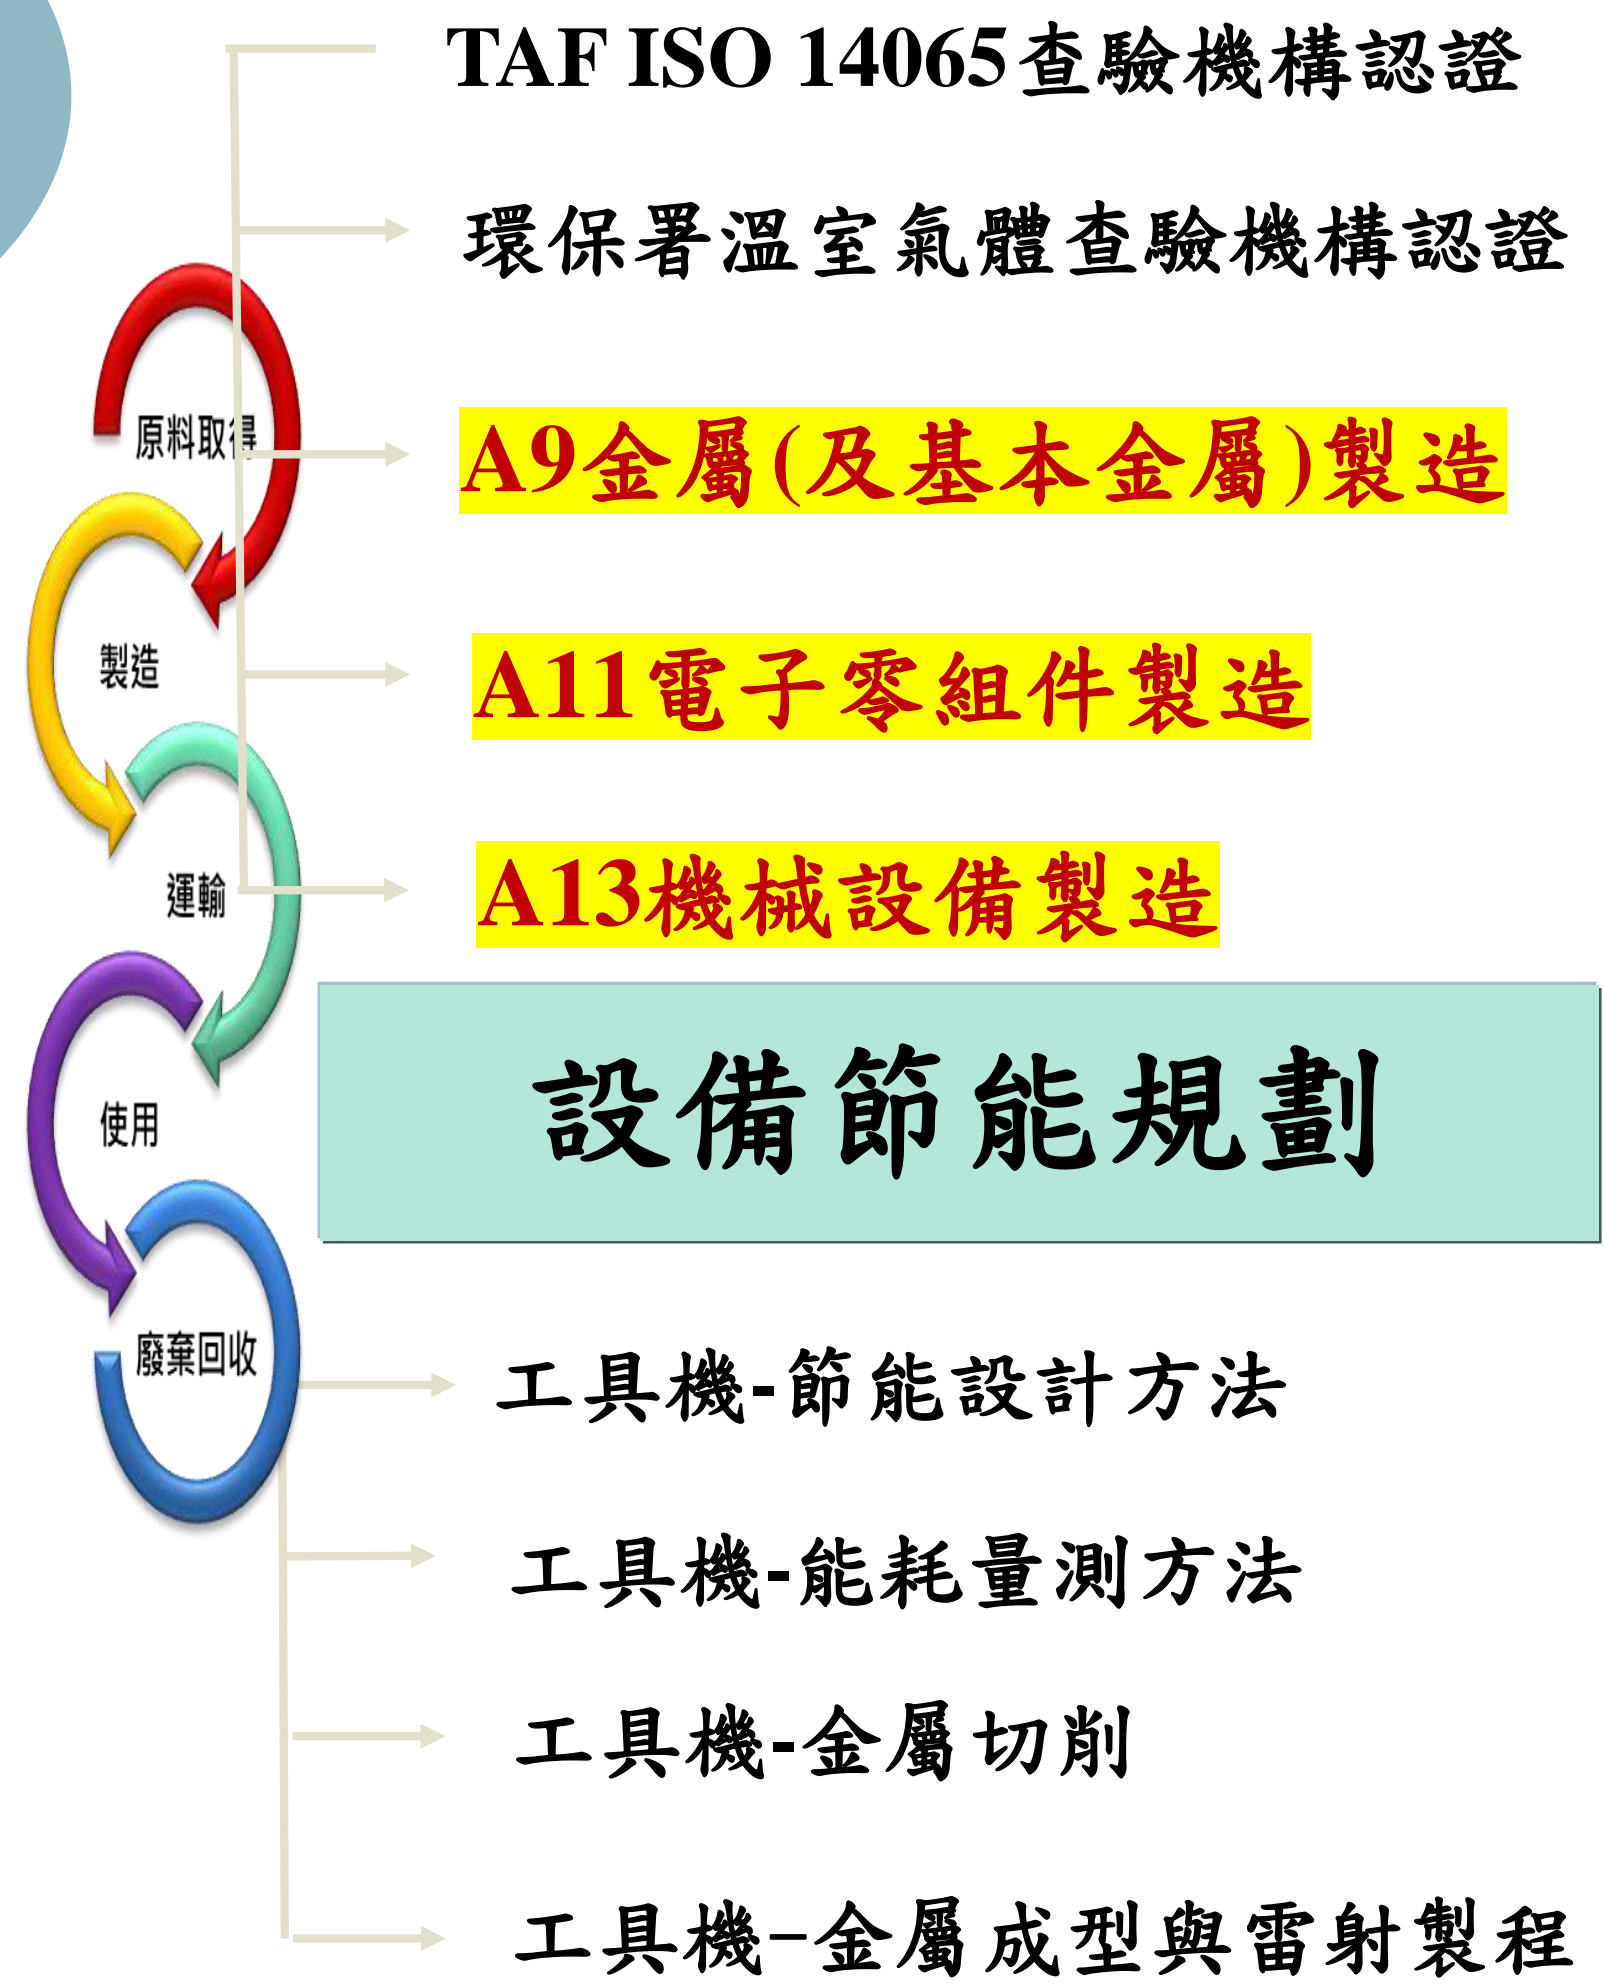 TAF ISO 14065查驗機構認證
環保署溫室氣體查驗機構認證
原料取得
A9金屬(及基本金屬)製造
製造
A11電子零組件製造
運輸
A13機械設備製造
設備節能規劃
使用
廢棄回收
工具機-節能設計方法
工具機-能耗量測方法
工具機-金屬切削
工具機–金屬成型與雷射製程